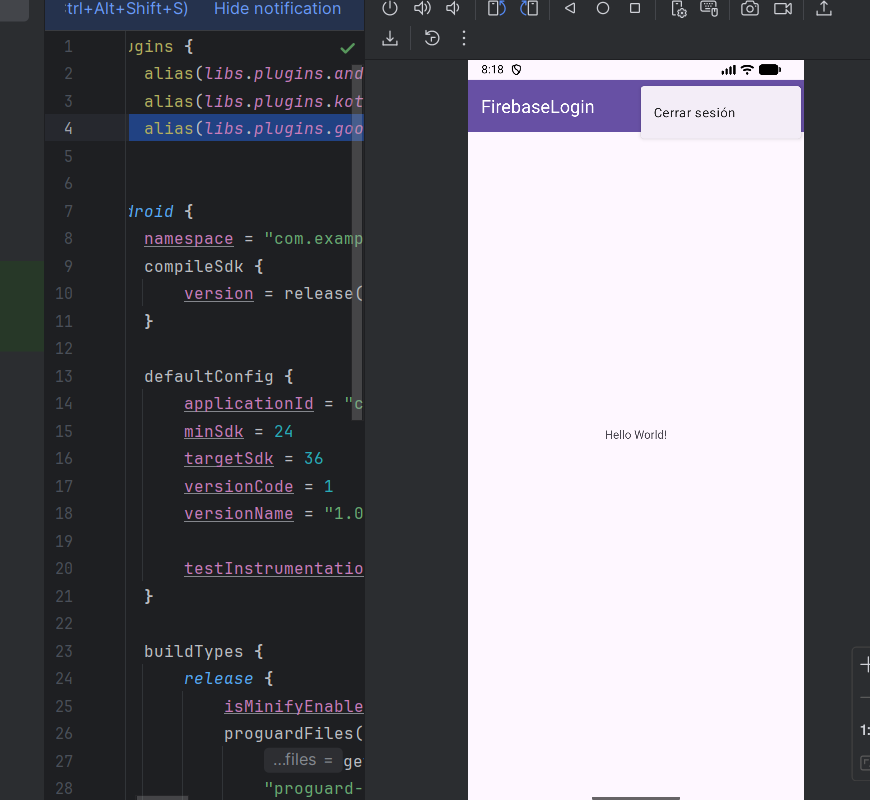 :trl+Alt+Shift+S) Hide notification
1 ugins {
2 alias(libs.plugins.and
3 alias(libs.plugins.kot
4 alias(libs.plugins.goo
5
6
7 droid {
8 namespace = "com.examp
9 compileSdk {
10 version = release(
11 }
12
13 defaultConfig {
14 applicationId = "c
15 minSdk = 24
16 targetSdk = 36
17 versionCode = 1
18 versionName = "1.0
19
20 testInstrumentatio
21 }
22
23 buildTypes {
24 release {
25 isMinifyEnable
26 proguardFiles(
27 ...files = ge
28 "proguard-
8:18
FirebaseLogin
Cerrar sesión
Hello World!
1: